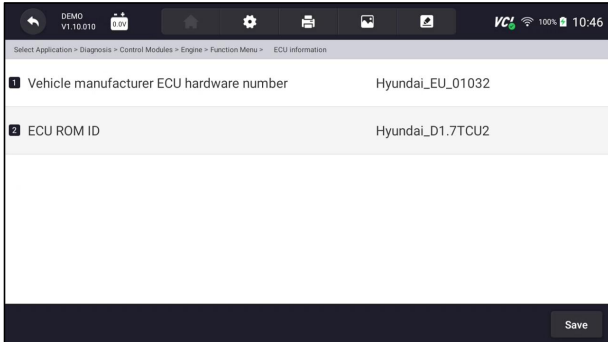 DEMO
V1.10.010
0.0V
VC! 100% 10:46
Select Application > Diagnosis > Control Modules > Engine > Function Menu > ECU information
1 Vehicle manufacturer ECU hardware number Hyundai_EU_01032
2 ECU ROM ID Hyundai_D1.7TCU2
Save